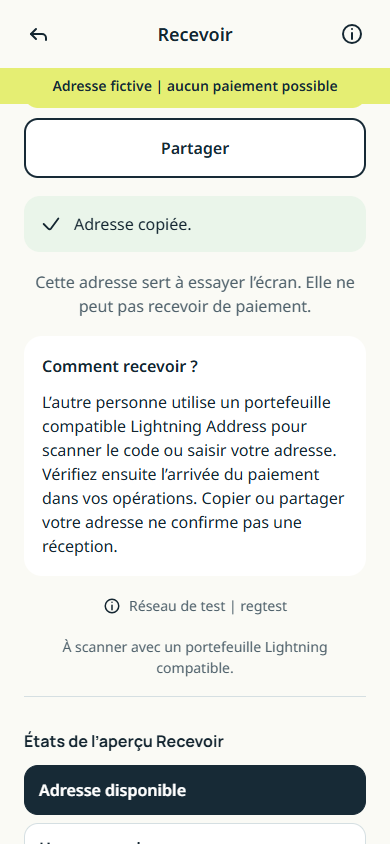 Recevoir
Adresse fictive | aucun paiement possible
Partager
Adresse copiée.
Cette adresse sert à essayer l’écran. Elle ne
peut pas recevoir de paiement.
Comment recevoir ?
L’autre personne utilise un portefeuille
compatible Lightning Address pour
scanner le code ou saisir votre adresse.
Vérifiez ensuite l’arrivée du paiement
dans vos opérations. Copier ou partager
votre adresse ne confirme pas une
réception.
Réseau de test | regtest
À scanner avec un portefeuille Lightning
compatible.
États de l’aperçu Recevoir
Adresse disponible